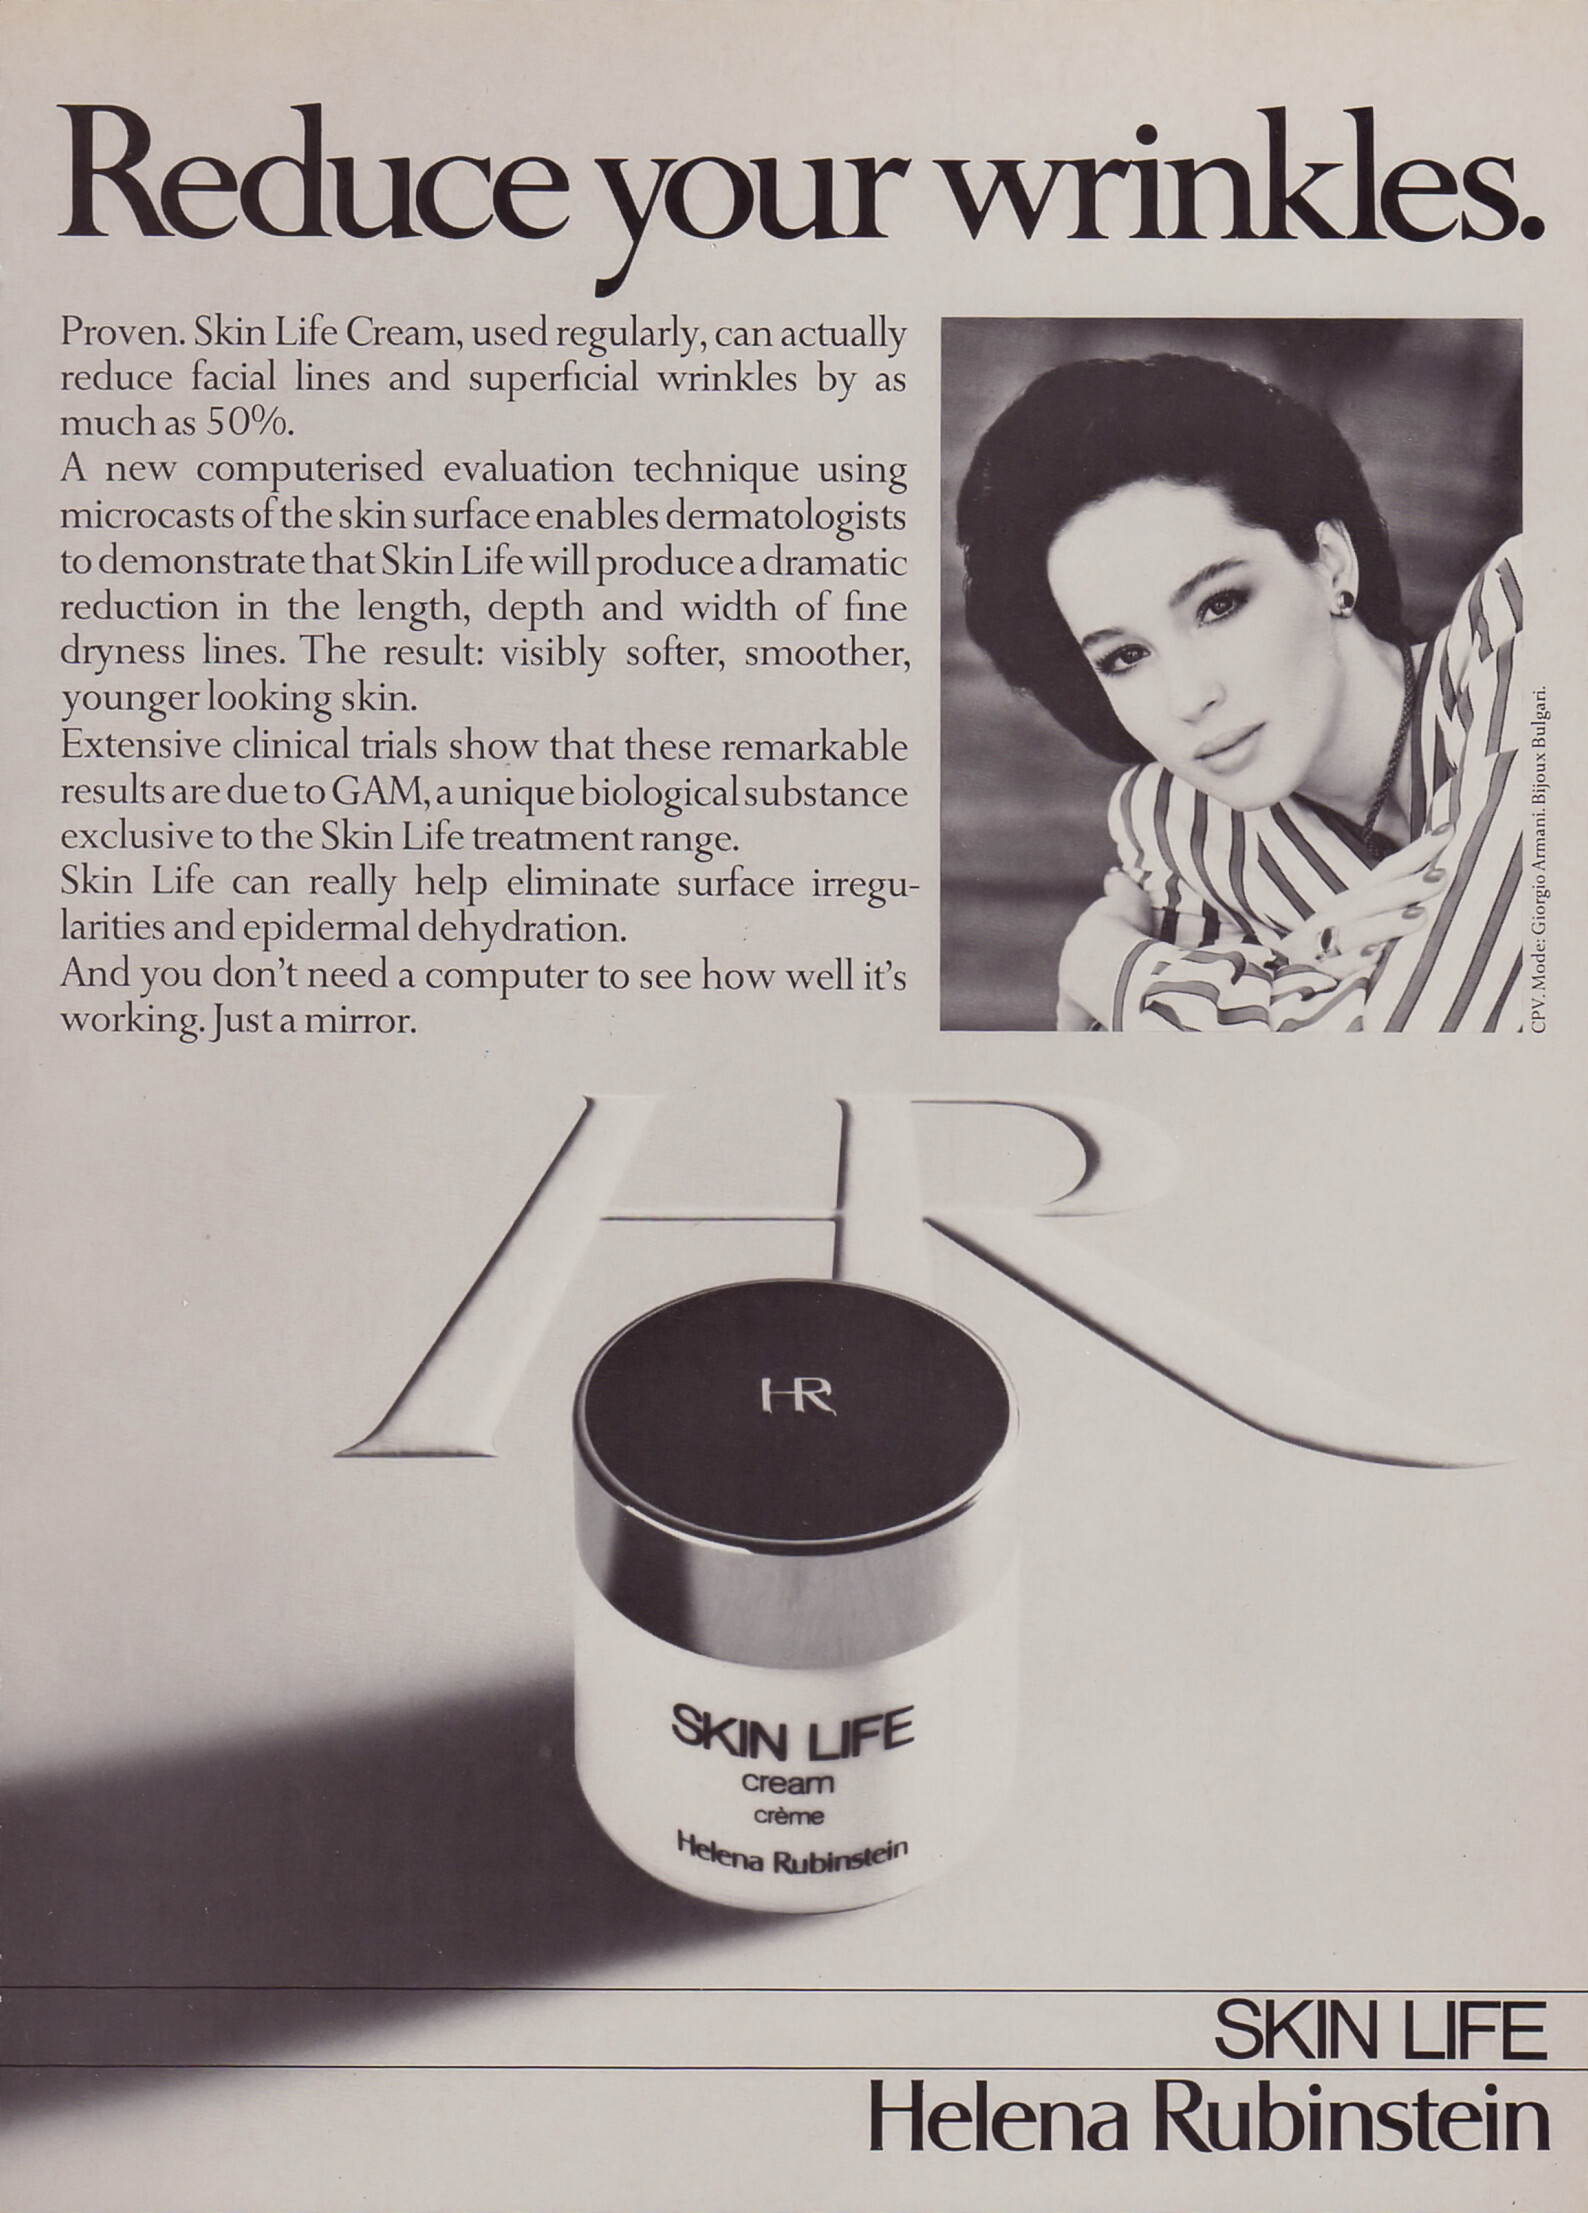 Reduce your wrinkles.
Proven. Skin Life Cream, used regularly, can actually
reduce facial lines and superficial wrinkles by as
much as 50%.
A new computerised evaluation technique using
microcasts of the skin surface enables dermatologists
to demonstrate that Skin Life will produce a dramatic
reduction in the length, depth and width of fine
dryness lines. The result: visibly softer, smoother,
younger looking skin.
Extensive clinical trials show that these remarkable
results are due to GAM, a unique biological substance
exclusive to the Skin Life treatment range.
Skin Life can really help eliminate surface irregu-
larities and epidermal dehydration.
And you don't need a computer to see how well it's
working. Just a mirror.
CPV. Mode: Giorgio Armani. Bijoux Bulgari.
HR
HR
SKIN LIFE
cream
crème
Helena Rubinstein
SKIN LIFE
Helena Rubinstein